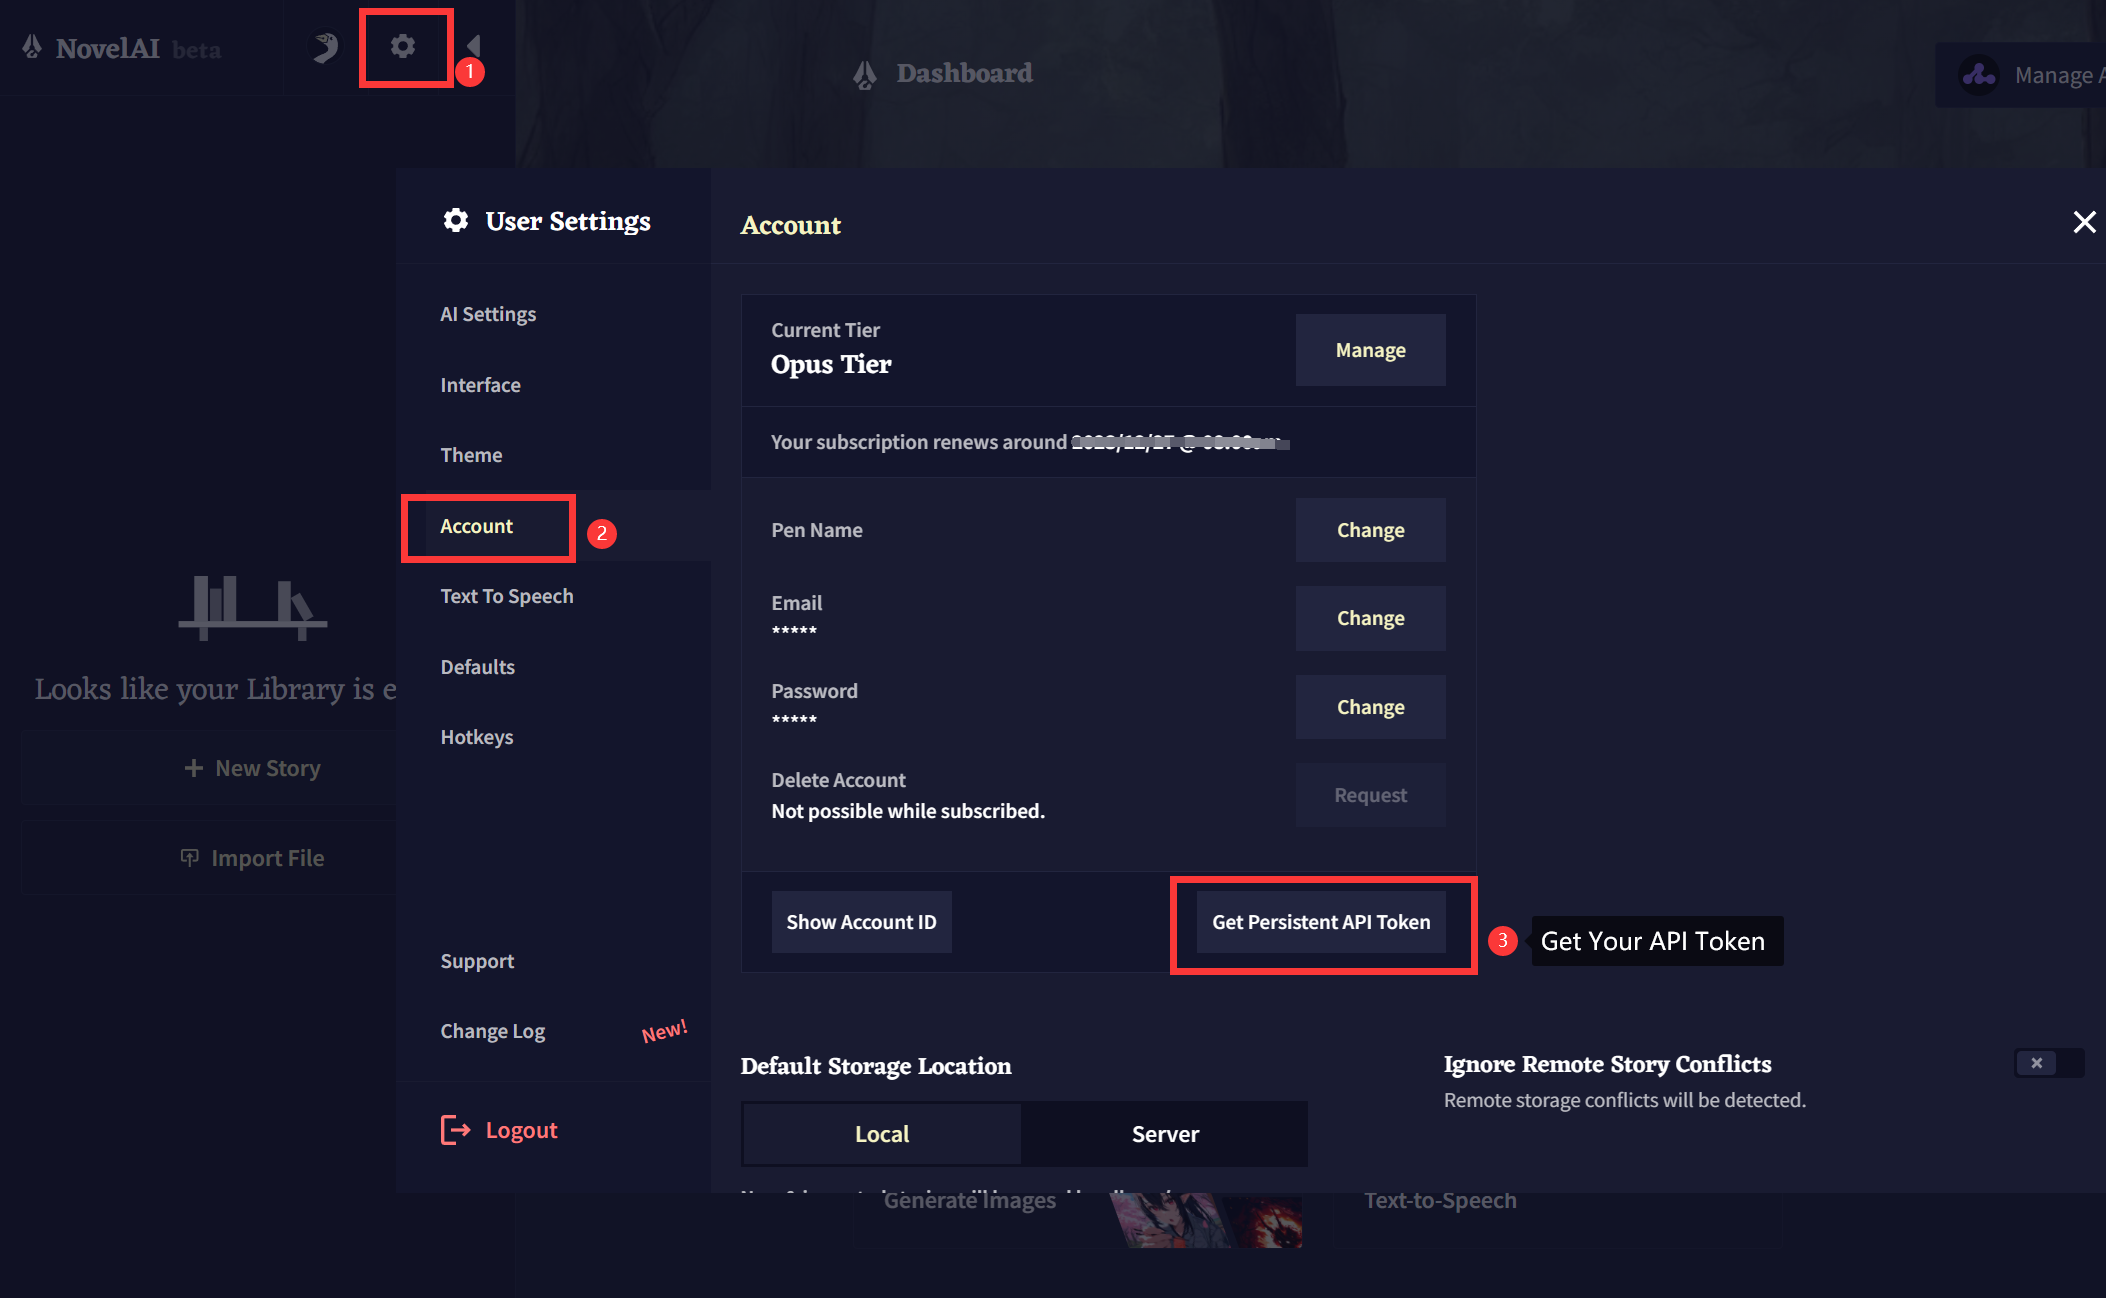 NovelAI beta
1
Dashboard
Manage A
User Settings
Account
AI Settings
Interface
Theme
Account
2
Text To Speech
Defaults
Hotkeys
Support
Change Log
New!
Logout
Current Tier
Opus Tier
Manage
Your subscription renews around
Pen Name
Change
Email
*****
Change
Password
*****
Change
Delete Account
Not possible while subscribed.
Request
Show Account ID
Get Persistent API Token
3
Get Your API Token
Default Storage Location
Local
Server
Ignore Remote Story Conflicts
Remote storage conflicts will be detected.
Looks like your Library is e
New Story
Import File
Generate Images
Text-to-Speech